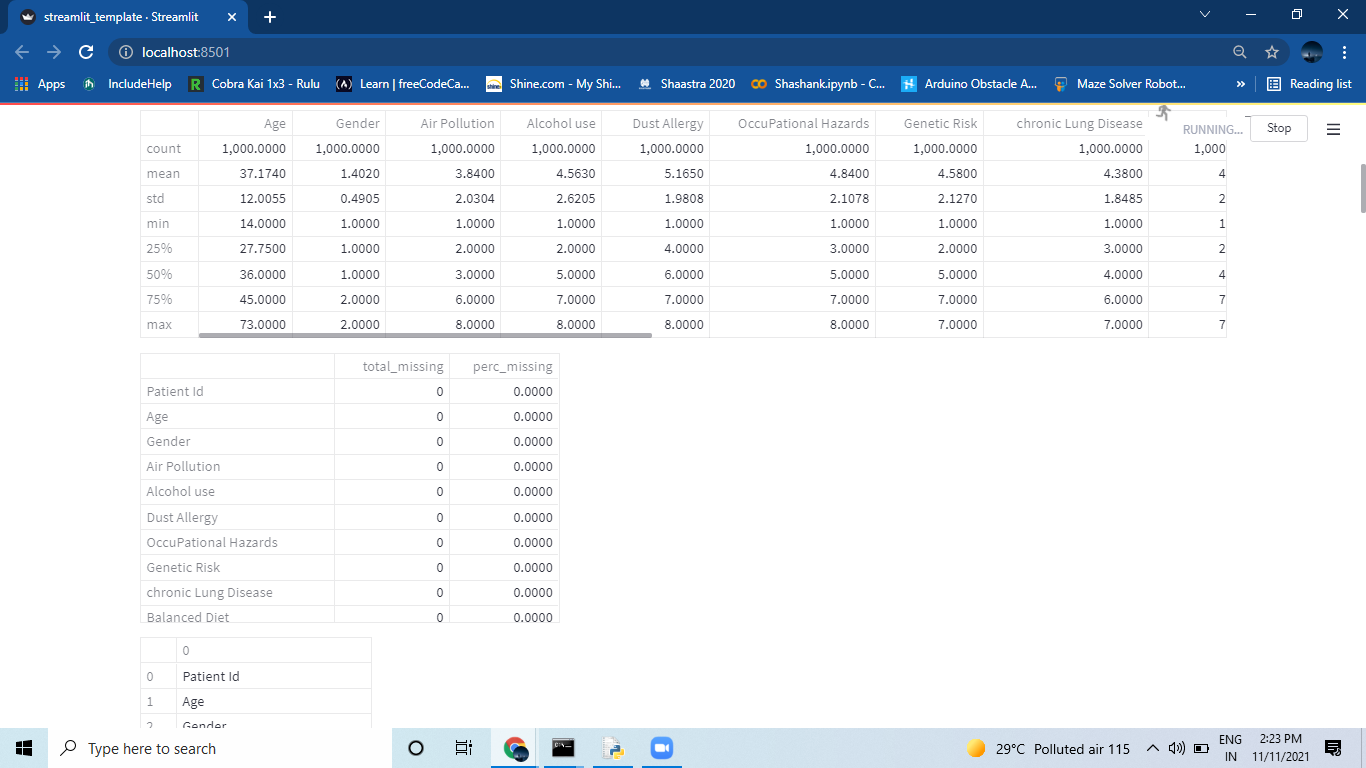 streamlit_template · Streamlit
localhost:8501
Apps IncludeHelp Cobra Kai 1x3 - Rulu Learn | freeCodeCa... Shine.com - My Shi... Shaastra 2020 Shashank.ipynb - C... Arduino Obstacle A... Maze Solver Robot... » Reading list
RUNNING... Stop
Age Gender Air Pollution Alcohol use Dust Allergy OccuPational Hazards Genetic Risk chronic Lung Disease
count 1,000.0000 1,000.0000 1,000.0000 1,000.0000 1,000.0000 1,000.0000 1,000.0000 1,000.0000 1,000
mean 37.1740 1.4020 3.8400 4.5630 5.1650 4.8400 4.5800 4.3800 4
std 12.0055 0.4905 2.0304 2.6205 1.9808 2.1078 2.1270 1.8485 2
min 14.0000 1.0000 1.0000 1.0000 1.0000 1.0000 1.0000 1.0000 1
25% 27.7500 1.0000 2.0000 2.0000 4.0000 3.0000 2.0000 3.0000 2
50% 36.0000 1.0000 3.0000 5.0000 6.0000 5.0000 5.0000 4.0000 4
75% 45.0000 2.0000 6.0000 7.0000 7.0000 7.0000 7.0000 6.0000 7
max 73.0000 2.0000 8.0000 8.0000 8.0000 8.0000 7.0000 7.0000 7
total_missing perc_missing
Patient Id 0 0.0000
Age 0 0.0000
Gender 0 0.0000
Air Pollution 0 0.0000
Alcohol use 0 0.0000
Dust Allergy 0 0.0000
OccuPational Hazards 0 0.0000
Genetic Risk 0 0.0000
chronic Lung Disease 0 0.0000
Balanced Diet 0 0.0000
0
0 Patient Id
1 Age
2 Gender
Type here to search
29°C Polluted air 115
ENG
IN
2:23 PM
11/11/2021